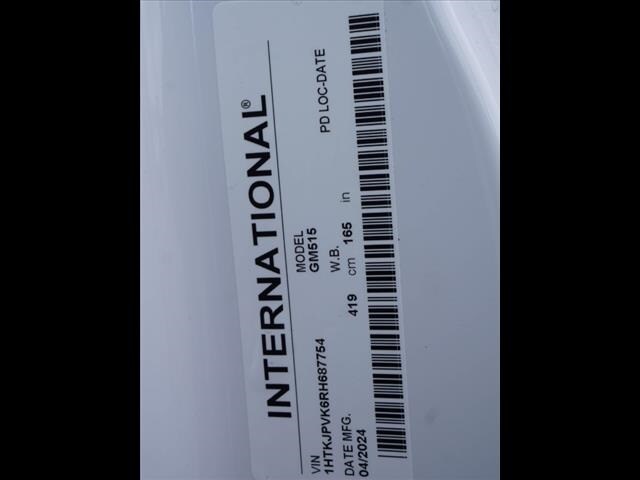 INTERNATIONAL®
VIN MODEL
1HTKJPVK6RH687754 GM515
DATE MFG. W.B. PD LOC-DATE
04/2024 419 cm 165 in